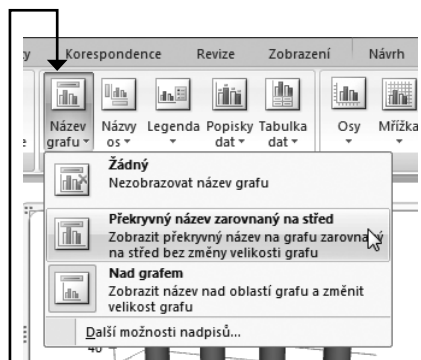 y Korespondence Revize Zobrazení Návrh
Název grafu Názvy os Legenda Popisky dat Tabulka dat Osy Mřížka
e
Žádný
Nezobrazovat název grafu
Překryvný název zarovnaný na střed
Zobrazit překryvný název na grafu zarovnaný
na střed bez změny velikosti grafu
Nad grafem
Zobrazit název nad oblastí grafu a změnit
velikost grafu
Další možnosti nadpisů...
40